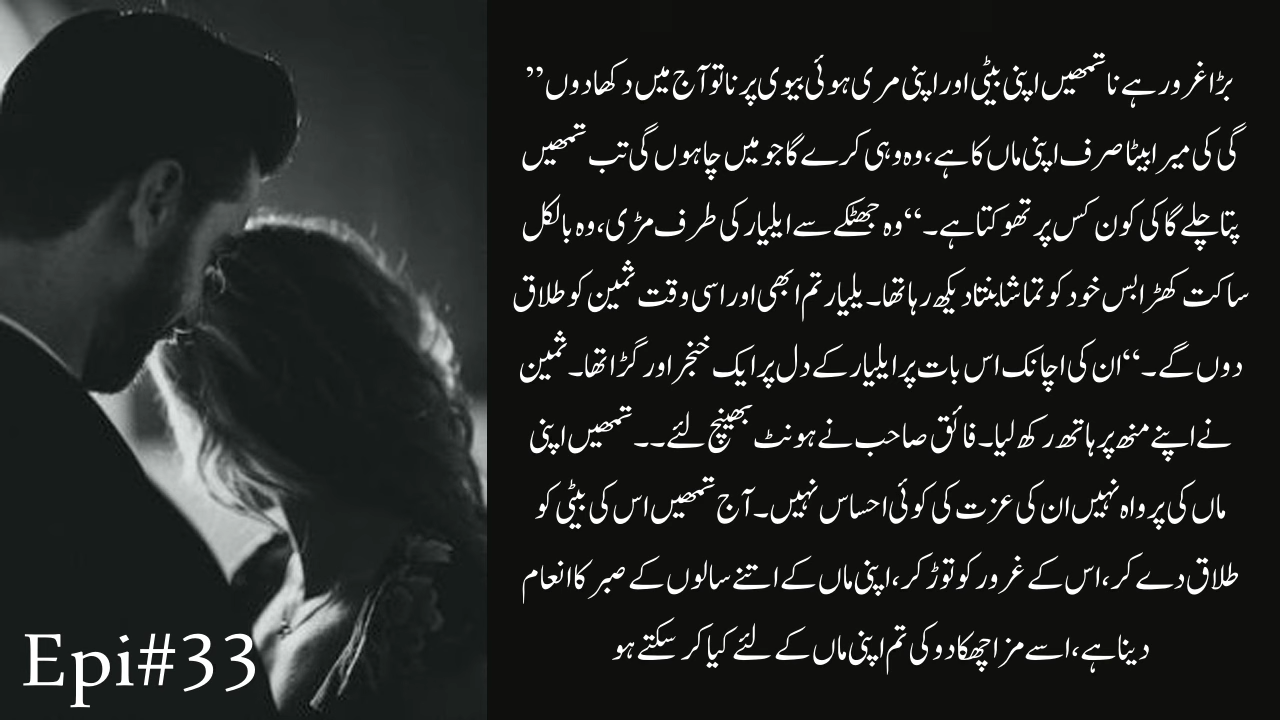 بڑا غرور ہے نا تمھیں اپنی بیٹی اور اپنی مری ہوئی بیوی پر نا تو آج میں دکھا دوں”
گی کی میرا بیٹا صرف اپنی ماں کا ہے، وہ وہی کرے گا جو میں چاہوں گی تب تمھیں
پتا چلے گا کی کون کس پر تھوکتا ہے۔“ وہ جھٹکے سے ایلیار کی طرف مڑی، وہ بالکل
ساکت کھڑا بس خود کو تماشا بنتا دیکھ رہا تھا۔ یلیار تم ابھی اور اسی وقت ثمین کو طلاق
دوں گے۔“ ان کی اچانک اس بات پر ایلیار کے دل پر ایک خنجر اور گڑا تھا۔ ثمین
نے اپنے منھ پر ہاتھ رکھ لیا۔ فائق صاحب نے ہونٹ بھینچ لئے۔۔ تمھیں اپنی
ماں کی پرواہ نہیں ان کی عزت کی کوئی احساس نہیں۔ آج تمھیں اس کی بیٹی کو
طلاق دے کر، اس کے غرور کو توڑ کر، اپنی ماں کے اتنے سالوں کے صبر کا انعام
دینا ہے، اسے مزا چھکا دو کی تم اپنی ماں کے لئے کیا کر سکتے ہو
Epi#33